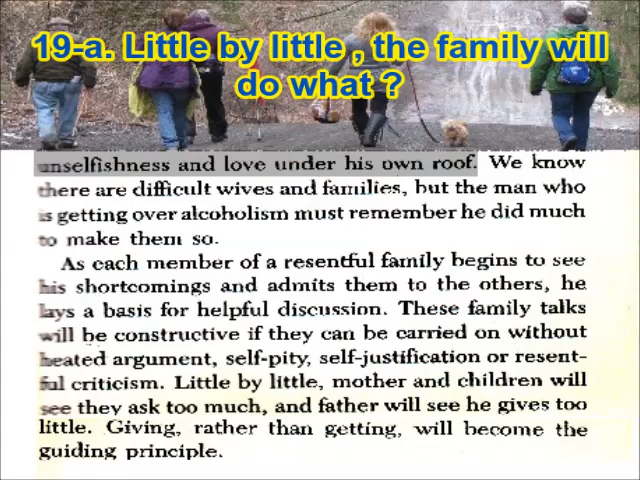 19-a. Little by little , the family will
do what ?
unselfishness and love under his own roof. We know
there are difficult wives and families, but the man who
is getting over alcoholism must remember he did much
to make them so.
As each member of a resentful family begins to see
his shortcomings and admits them to the others, he
lays a basis for helpful discussion. These family talks
will be constructive if they can be carried on without
heated argument, self-pity, self-justification or resent-
ful criticism. Little by little, mother and children will
see they ask too much, and father will see he gives too
little. Giving, rather than getting, will become the
guiding principle.